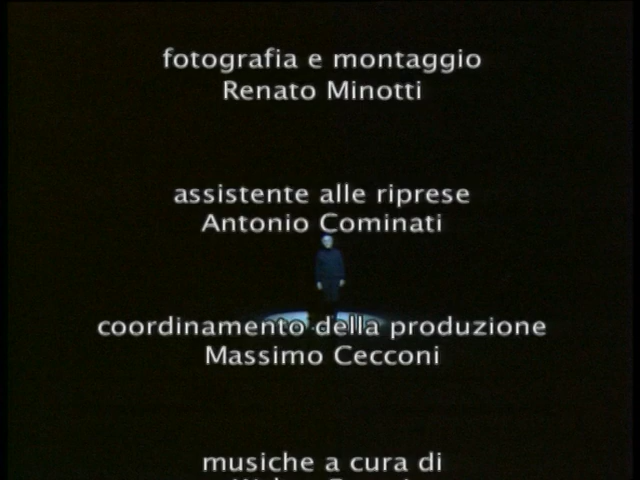 fotografia e montaggio
Renato Minotti
assistente alle riprese
Antonio Cominati
coordinamento della produzione
Massimo Cecconi
musiche a cura di